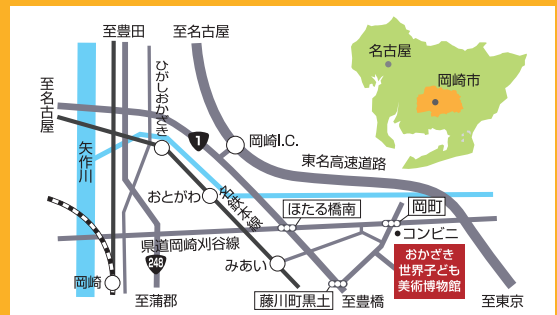 至豊田
至名古屋
名古屋
岡崎市
ひがしおかざき
至名古屋
矢作川
1
岡崎I.C.
東名高速道路
おとがわ
名鉄本線
ほたる橋南
岡町
コンビニ
県道岡崎刈谷線
248
みあい
おかざき
世界子ども
美術博物館
岡崎
至蒲郡
藤川町黒土
至豊橋
至東京